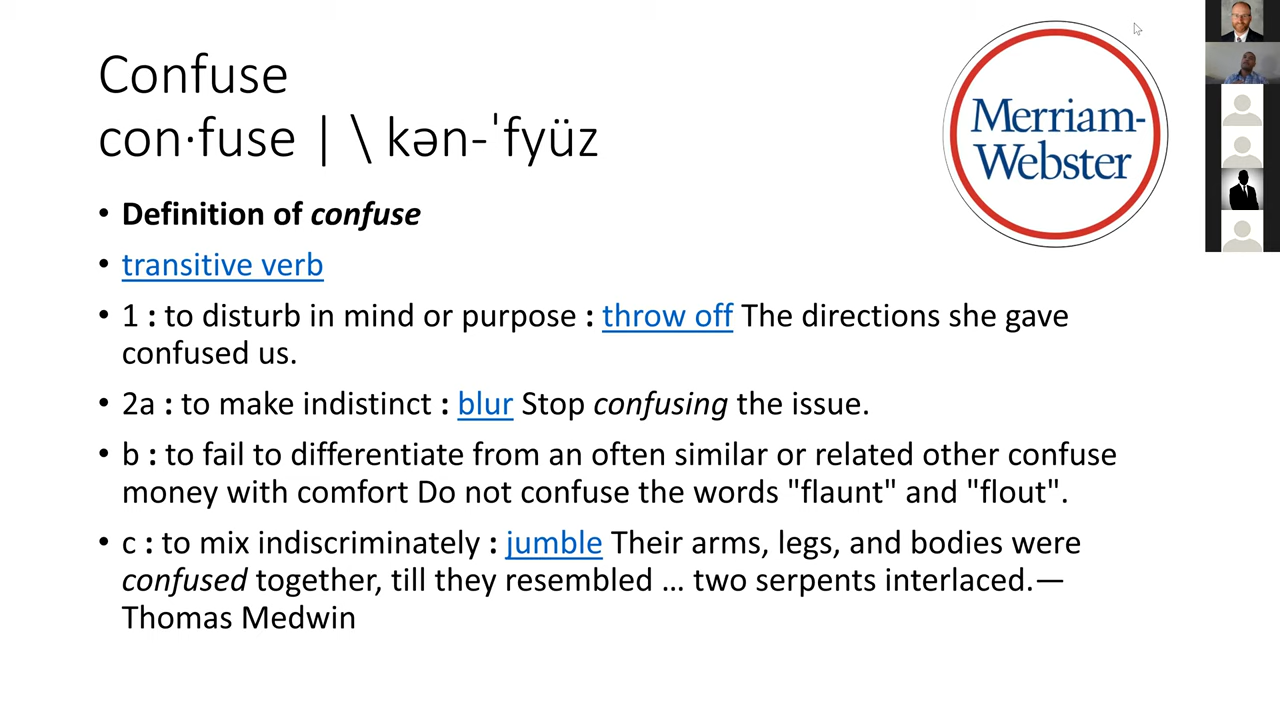 Confuse
con·fuse | \ kən-ˈfyüz
Merriam-
Webster
• Definition of confuse
• transitive verb
• 1 : to disturb in mind or purpose : throw off The directions she gave
confused us.
• 2a : to make indistinct : blur Stop confusing the issue.
• b : to fail to differentiate from an often similar or related other confuse
money with comfort Do not confuse the words "flaunt" and "flout".
• c : to mix indiscriminately : jumble Their arms, legs, and bodies were
confused together, till they resembled … two serpents interlaced.—
Thomas Medwin